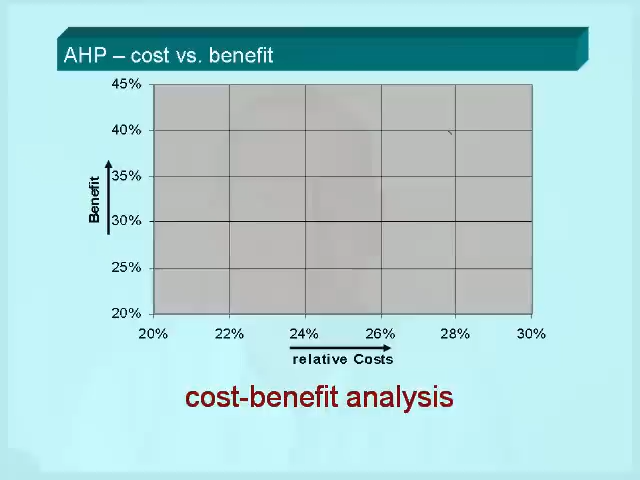 AHP – cost vs. benefit
45%
40%
35%
30%
25%
20%
Benefit
20% 22% 24% 26% 28% 30%
relative Costs
cost-benefit analysis